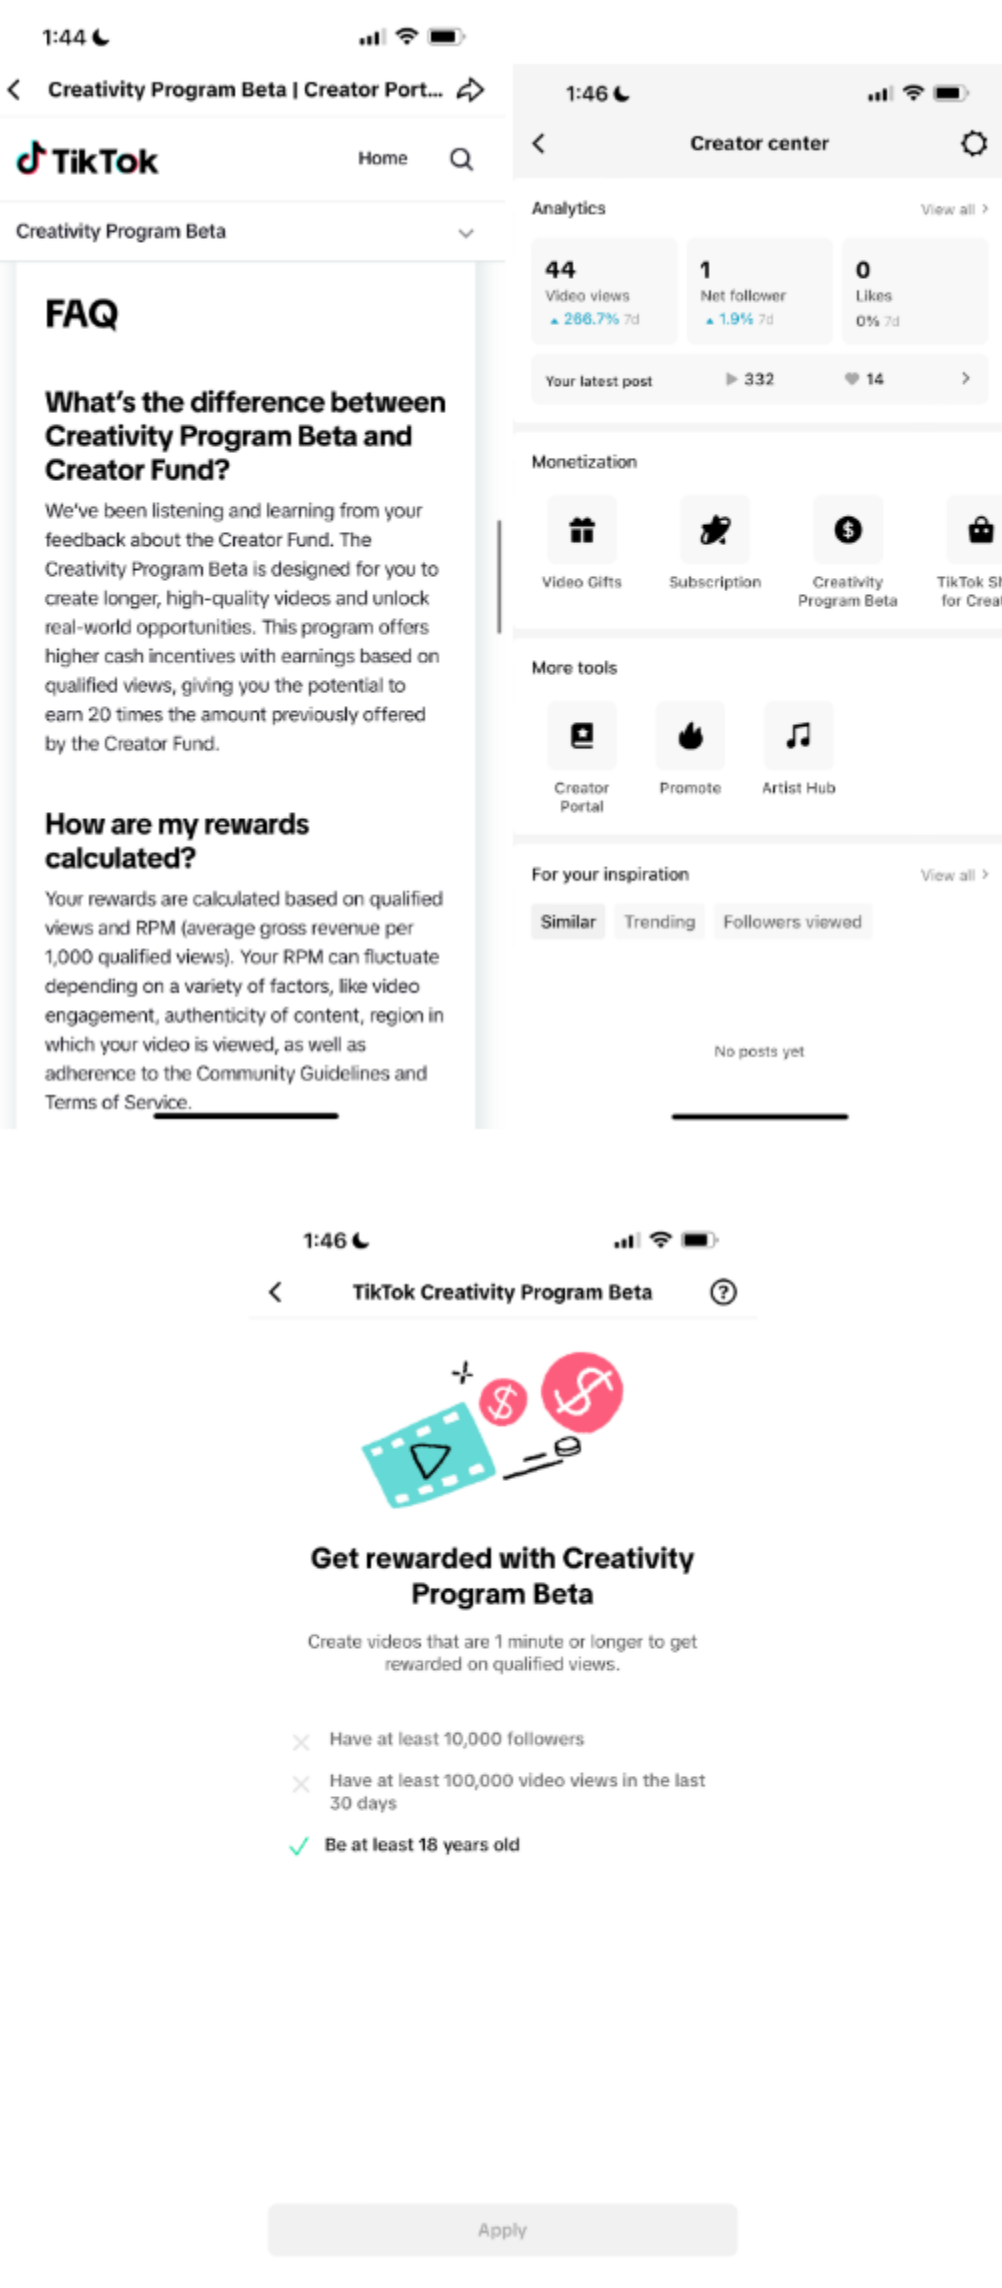 1:44
Creativity Program Beta | Creator Port...
TikTok
Home
Creativity Program Beta
FAQ
What's the difference between
Creativity Program Beta and
Creator Fund?
We've been listening and learning from your
feedback about the Creator Fund. The
Creativity Program Beta is designed for you to
create longer, high-quality videos and unlock
real-world opportunities. This program offers
higher cash incentives with earnings based on
qualified views, giving you the potential to
earn 20 times the amount previously offered
by the Creator Fund.
How are my rewards
calculated?
Your rewards are calculated based on qualified
views and RPM (average gross revenue per
1,000 qualified views). Your RPM can fluctuate
depending on a variety of factors, like video
engagement, authenticity of content, region in
which your video is viewed, as well as
adherence to the Community Guidelines and
Terms of Service.
1:46
Creator center
Analytics
View all >
44
Video views
266.7% 7d
1
Net follower
1.9% 7d
0
Likes
0% 7d
Your latest post
332
14
Monetization
Video Gifts
Subscription
Creativity
Program Beta
TikTok Sh
for Creat
More tools
Creator
Portal
Promote
Artist Hub
For your inspiration
View all >
Similar
Trending
Followers viewed
No posts yet
1:46
TikTok Creativity Program Beta
Get rewarded with Creativity
Program Beta
Create videos that are 1 minute or longer to get
rewarded on qualified views.
Have at least 10,000 followers
Have at least 100,000 video views in the last
30 days
Be at least 18 years old
Apply